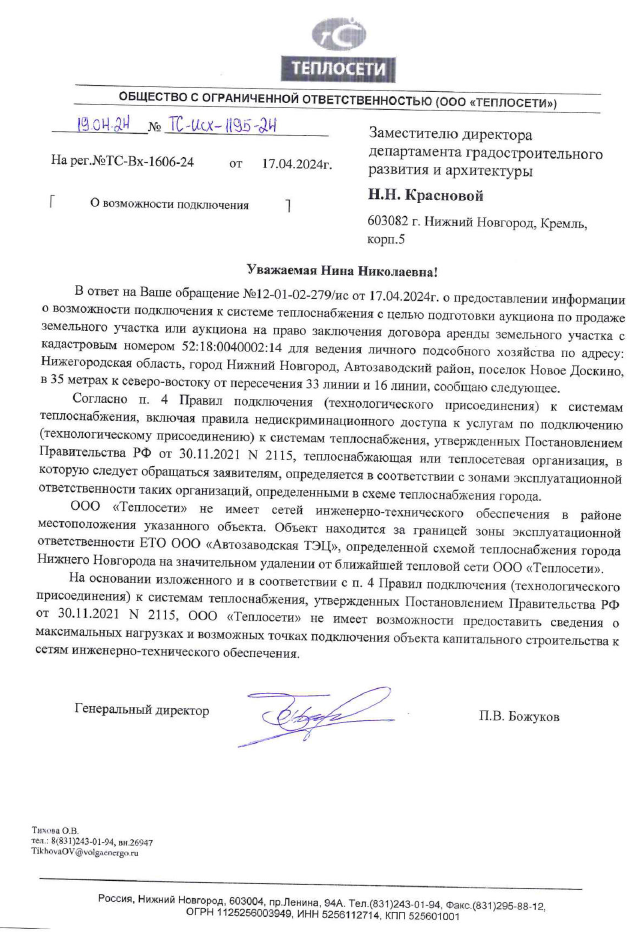 тС
ТЕПЛОСЕТИ
ОБЩЕСТВО С ОГРАНИЧЕННОЙ ОТВЕТСТВЕННОСТЬЮ (ООО «ТЕПЛОСЕТИ»)
19.04.24 № ТС-Исх-1195-24
На рег.№ТС-Вх-1606-24 от 17.04.2024г.
О возможности подключения
Заместителю директора
департамента градостроительного
развития и архитектуры
Н.Н. Красновой
603082 г. Нижний Новгород, Кремль,
корп.5
Уважаемая Нина Николаевна!
В ответ на Ваше обращение №12-01-02-279/ис от 17.04.2024г. о предоставлении информации
о возможности подключения к системе теплоснабжения с целью подготовки аукциона по продаже
земельного участка или аукциона на право заключения договора аренды земельного участка с
кадастровым номером 52:18:0040002:14 для ведения личного подсобного хозяйства по адресу:
Нижегородская область, город Нижний Новгород, Автозаводский район, поселок Новое Доскино,
в 35 метрах к северо-востоку от пересечения 33 линии и 16 линии, сообщаю следующее.
Согласно п. 4 Правил подключения (технологического присоединения) к системам
теплоснабжения, включая правила недискриминационного доступа к услугам по подключению
(технологическому присоединению) к системам теплоснабжения, утвержденных Постановлением
Правительства РФ от 30.11.2021 N 2115, теплоснабжающая или теплосетевая организация, в
которую следует обращаться заявителям, определяется в соответствии с зонами эксплуатационной
ответственности таких организаций, определенными в схеме теплоснабжения города.
ООО «Теплосети» не имеет сетей инженерно-технического обеспечения в районе
местоположения указанного объекта. Объект находится за границей зоны эксплуатационной
ответственности ЕТО ООО «Автозаводская ТЭЦ», определенной схемой теплоснабжения города
Нижнего Новгорода на значительном удалении от ближайшей тепловой сети ООО «Теплосети».
На основании изложенного и в соответствии с п. 4 Правил подключения (технологического
присоединения) к системам теплоснабжения, утвержденных Постановлением Правительства РФ
от 30.11.2021 N 2115, ООО «Теплосети» не имеет возможности предоставить сведения о
максимальных нагрузках и возможных точках подключения объекта капитального строительства к
сетям инженерно-технического обеспечения.
Генеральный директор П.В. Божуков
Тихова О.В.
тел.: 8(831)243-01-94, вн.26947
TikhovaOV@volgaenergo.ru
Россия, Нижний Новгород, 603004, пр.Ленина, 94А. Тел.(831)243-01-94, Факс.(831)295-88-12,
ОГРН 1125256003949, ИНН 5256112714, КПП 525601001